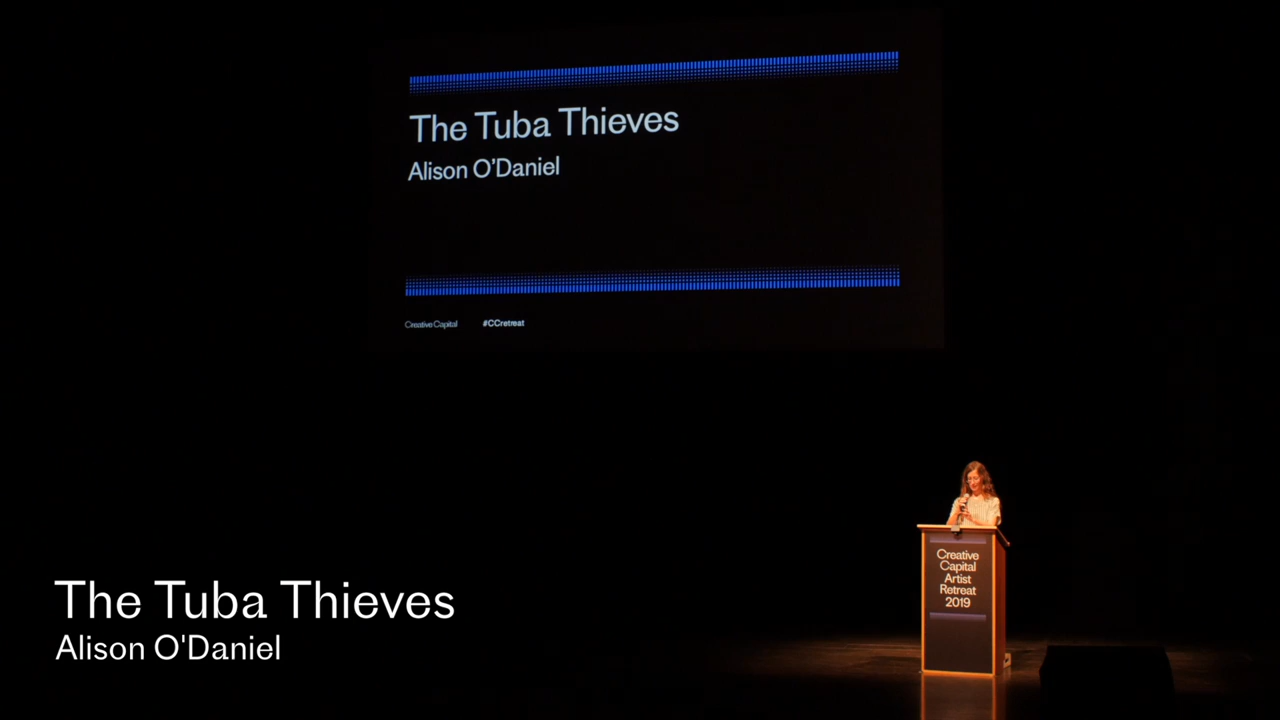 The Tuba Thieves
Alison O’Daniel
Creative Capital #CCretreat
Creative
Capital
Artist
Retreat
2019
The Tuba Thieves
Alison O'Daniel